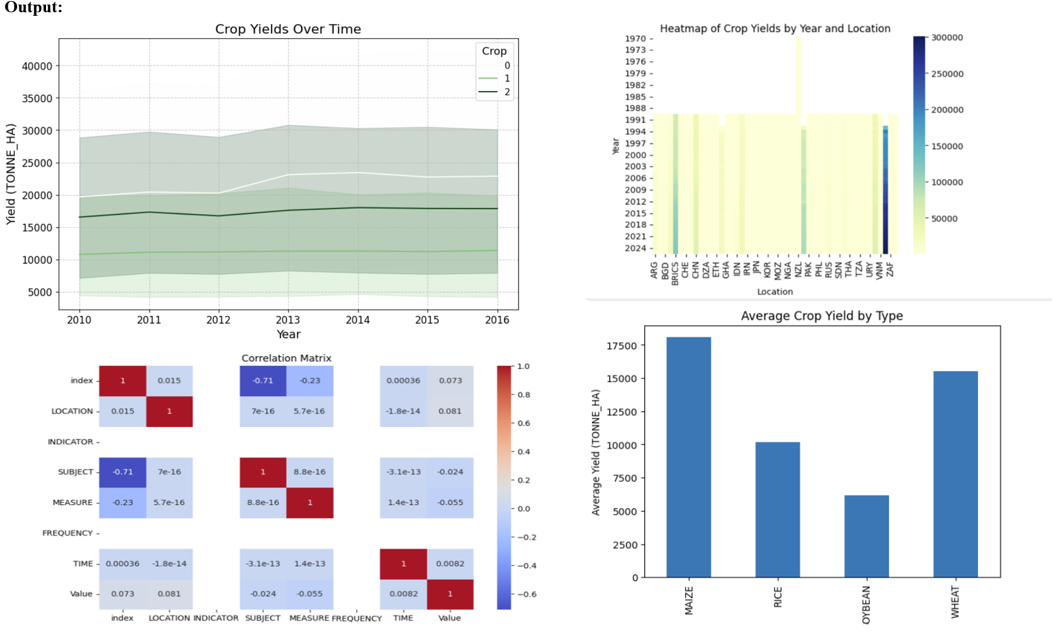 Output:
Crop Yields Over Time
Yield (TONNE_HA)
40000
35000
30000
25000
20000
15000
10000
5000
Crop
0
1
2
2010 2011 2012 2013 2014 2015 2016
Year
Heatmap of Crop Yields by Year and Location
Year
1970
1973
1976
1979
1982
1985
1988
1991
1994
1997
2000
2003
2006
2009
2012
2015
2018
2021
2024
ARG BGD BRICS CHE CHN DZA ETH GHA IDN IRN JPN KOR MOZ NGA NZL PAK PHL RUS SDN THA TZA URY VNM ZAF
Location
300000
250000
200000
150000
100000
50000
Correlation Matrix
index 1 0.015 -0.71 -0.23 0.00036 0.073
LOCATION 0.015 1 7e-16 5.7e-16 -1.8e-14 0.081
INDICATOR
SUBJECT -0.71 7e-16 1 8.8e-16 -3.1e-13 -0.024
MEASURE -0.23 5.7e-16 8.8e-16 1 1.4e-13 -0.055
FREQUENCY
TIME 0.00036 -1.8e-14 -3.1e-13 1.4e-13 1 0.0082
Value 0.073 0.081 -0.024 -0.055 0.0082 1
index LOCATION INDICATOR SUBJECT MEASURE FREQUENCY TIME Value
1.0
0.8
0.6
0.4
0.2
0.0
-0.2
-0.4
-0.6
Average Crop Yield by Type
Average Yield (TONNE_HA)
17500
15000
12500
10000
7500
5000
2500
0
MAIZE RICE OYBEAN WHEAT